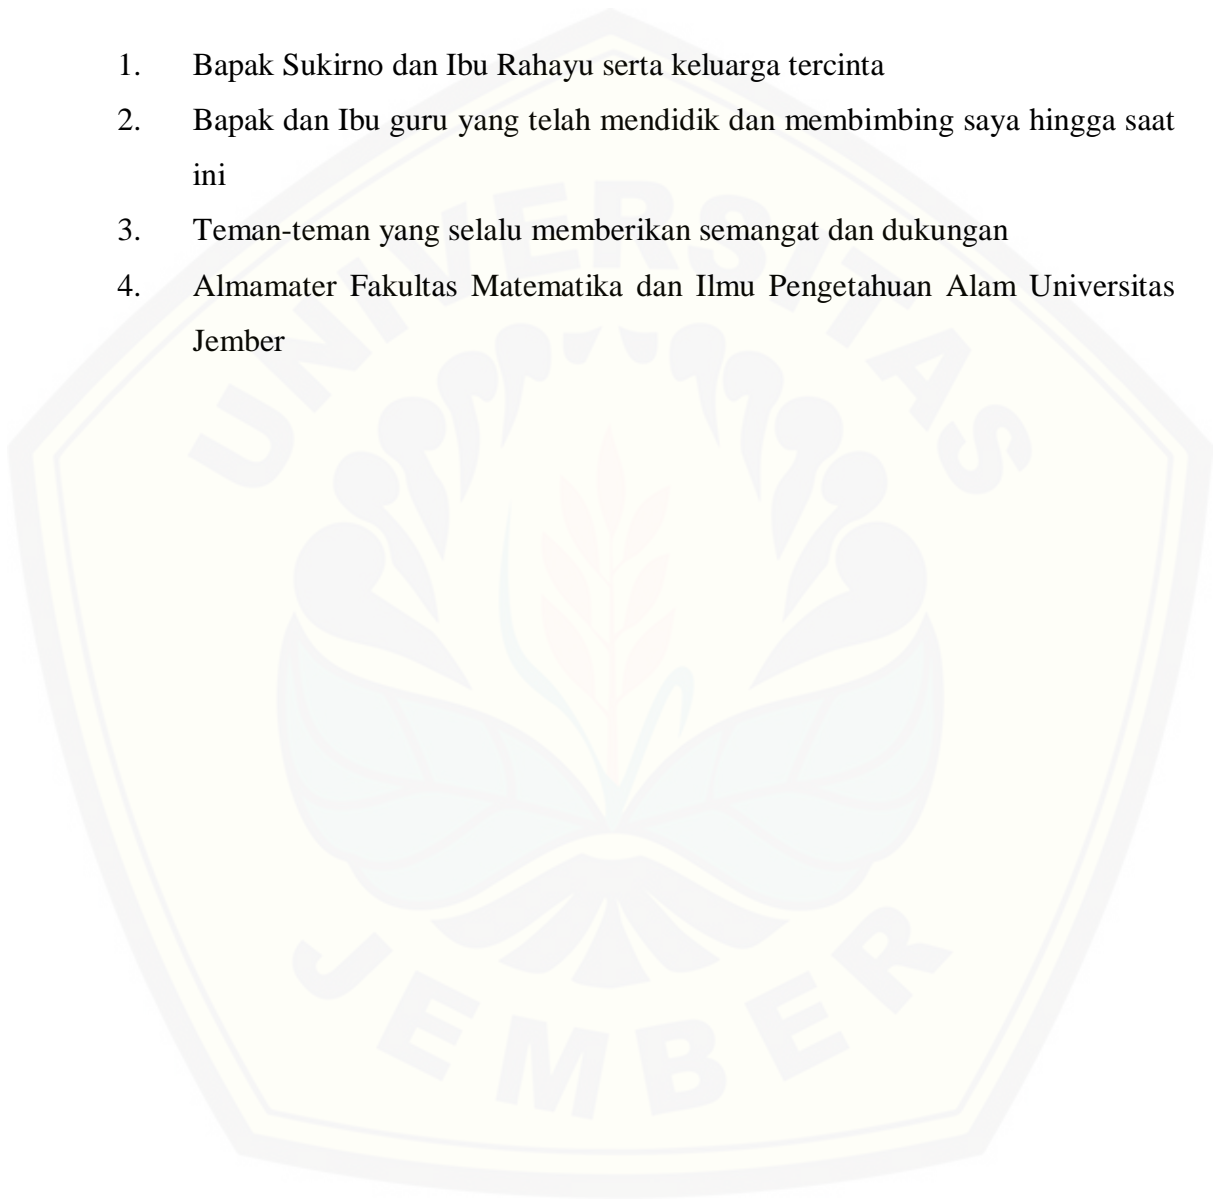 1. Bapak Sukirno dan Ibu Rahayu serta keluarga tercinta
2. Bapak dan Ibu guru yang telah mendidik dan membimbing saya hingga saat
ini
3. Teman-teman yang selalu memberikan semangat dan dukungan
4. Almamater Fakultas Matematika dan Ilmu Pengetahuan Alam Universitas
Jember
UNIVERSITAS
JEMBER